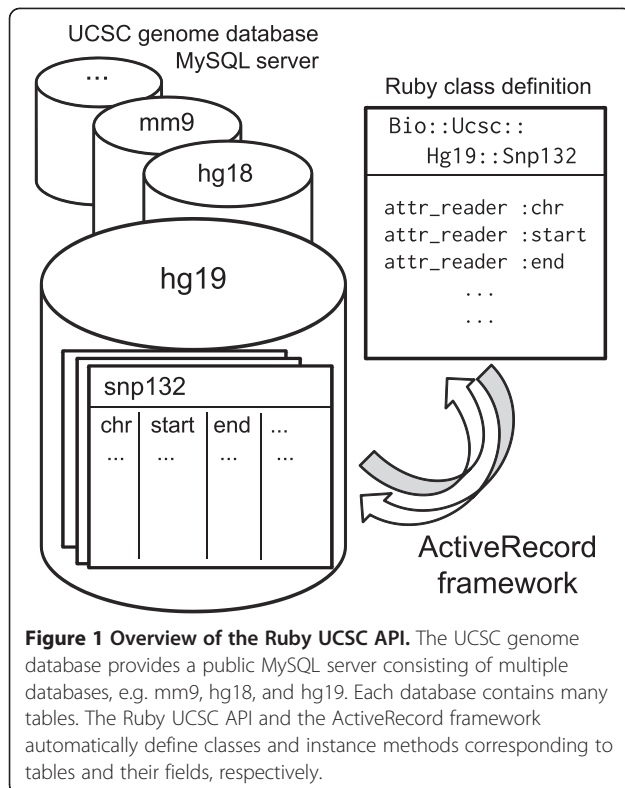 UCSC genome database
MySQL server
...
mm9
hg18
hg19
snp132
chr start end ...
... ... ... ...
Ruby class definition
Bio::Ucsc::
Hg19::Snp132
attr_reader :chr
attr_reader :start
attr_reader :end
...
...
ActiveRecord
framework
Figure 1 Overview of the Ruby UCSC API. The UCSC genome
database provides a public MySQL server consisting of multiple
databases, e.g. mm9, hg18, and hg19. Each database contains many
tables. The Ruby UCSC API and the ActiveRecord framework
automatically define classes and instance methods corresponding to
tables and their fields, respectively.